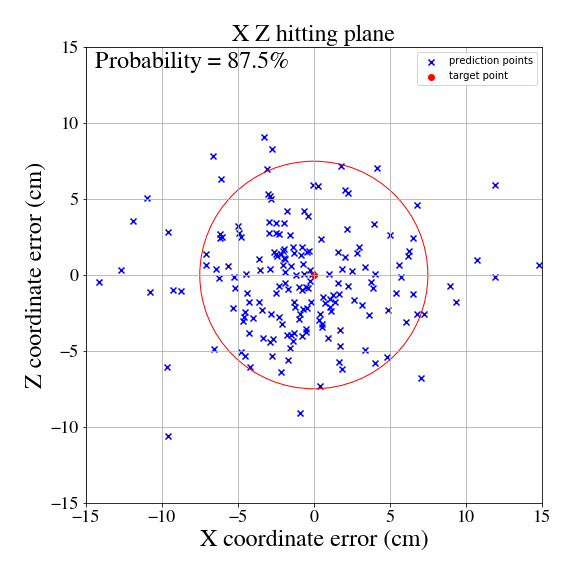 X Z hitting plane
Probability = 87.5%
prediction points
target point
Z coordinate error (cm)
15
10
5
0
−5
−10
−15
−15
−10
−5
0
5
10
15
X coordinate error (cm)